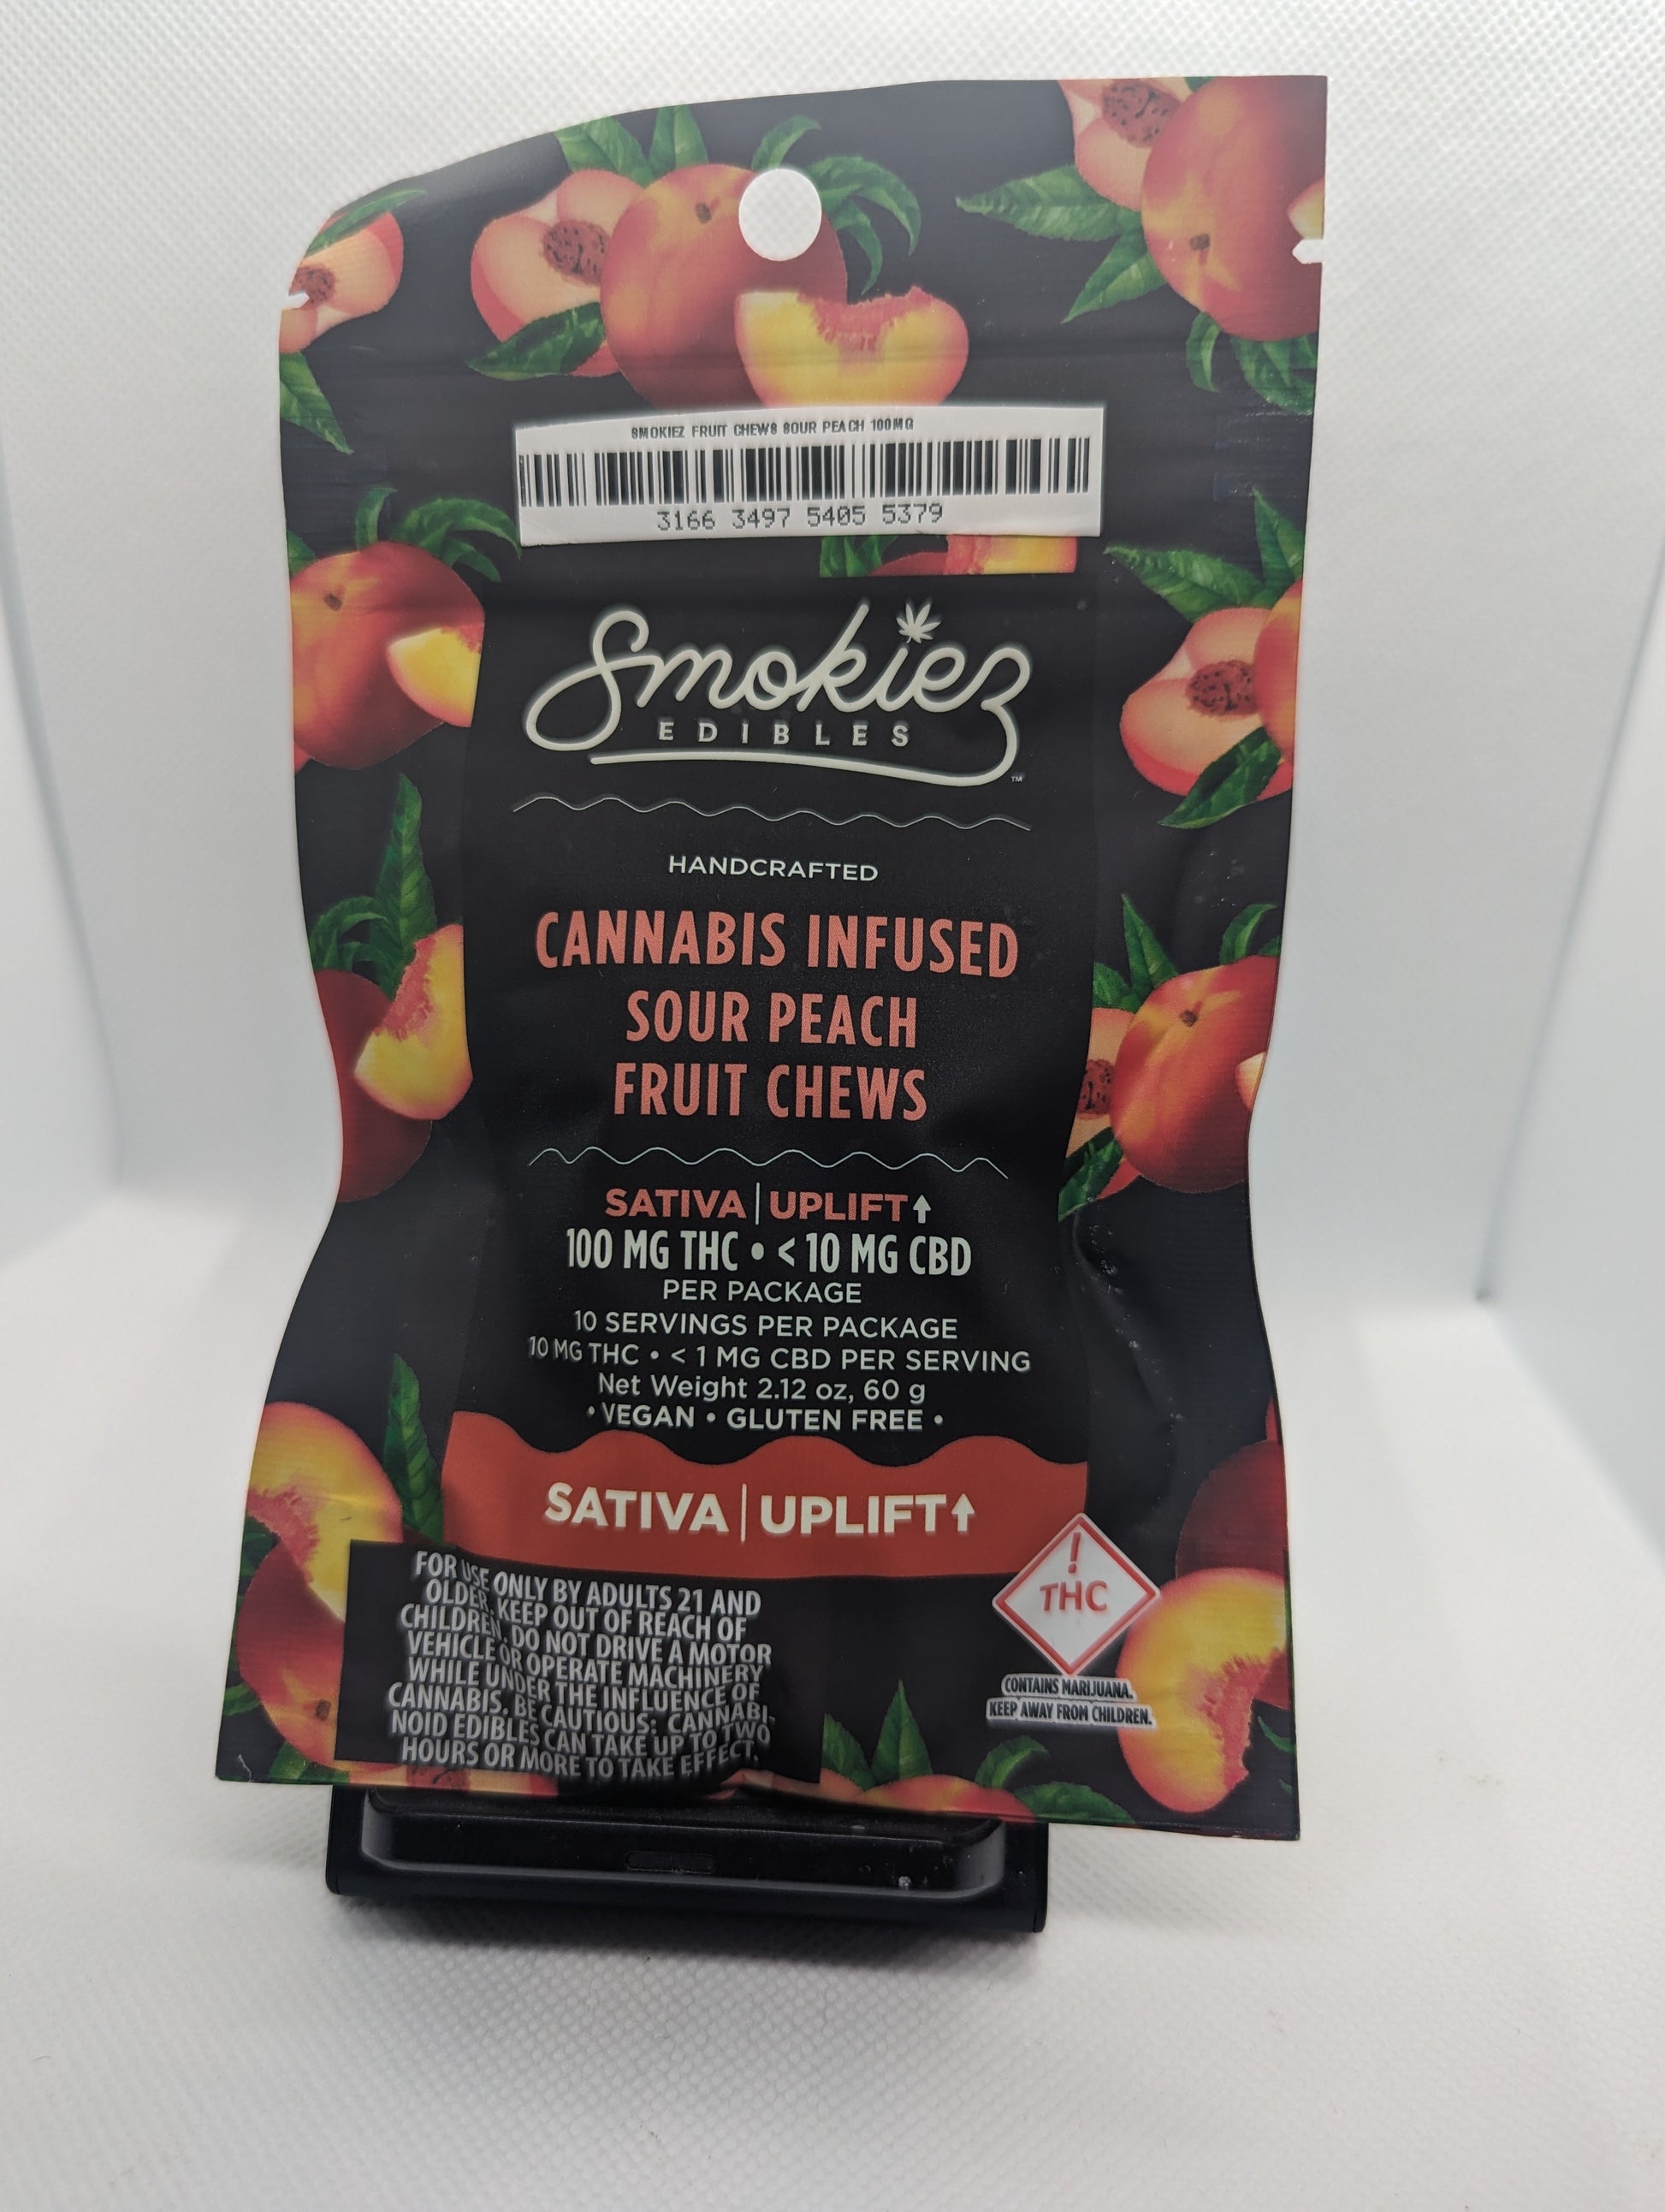 SMOKIEZ FRUIT CHEWS SOUR PEACH 100MG
3166 3497 5405 5379
Smokiez
EDIBLES
TM
HANDCRAFTED
CANNABIS INFUSED
SOUR PEACH
FRUIT CHEWS
SATIVA | UPLIFT↑
100 MG THC • < 10 MG CBD
PER PACKAGE
10 SERVINGS PER PACKAGE
10 MG THC • < 1 MG CBD PER SERVING
Net Weight 2.12 oz, 60 g
• VEGAN • GLUTEN FREE •
SATIVA | UPLIFT↑
FOR USE ONLY BY ADULTS 21 AND
OLDER. KEEP OUT OF REACH OF
CHILDREN. DO NOT DRIVE A MOTOR
VEHICLE OR OPERATE MACHINERY
WHILE UNDER THE INFLUENCE OF
CANNABIS. BE CAUTIOUS: CANNABI-
NOID EDIBLES CAN TAKE UP TO TWO
HOURS OR MORE TO TAKE EFFECT.
!
THC
CONTAINS MARIJUANA.
KEEP AWAY FROM CHILDREN.